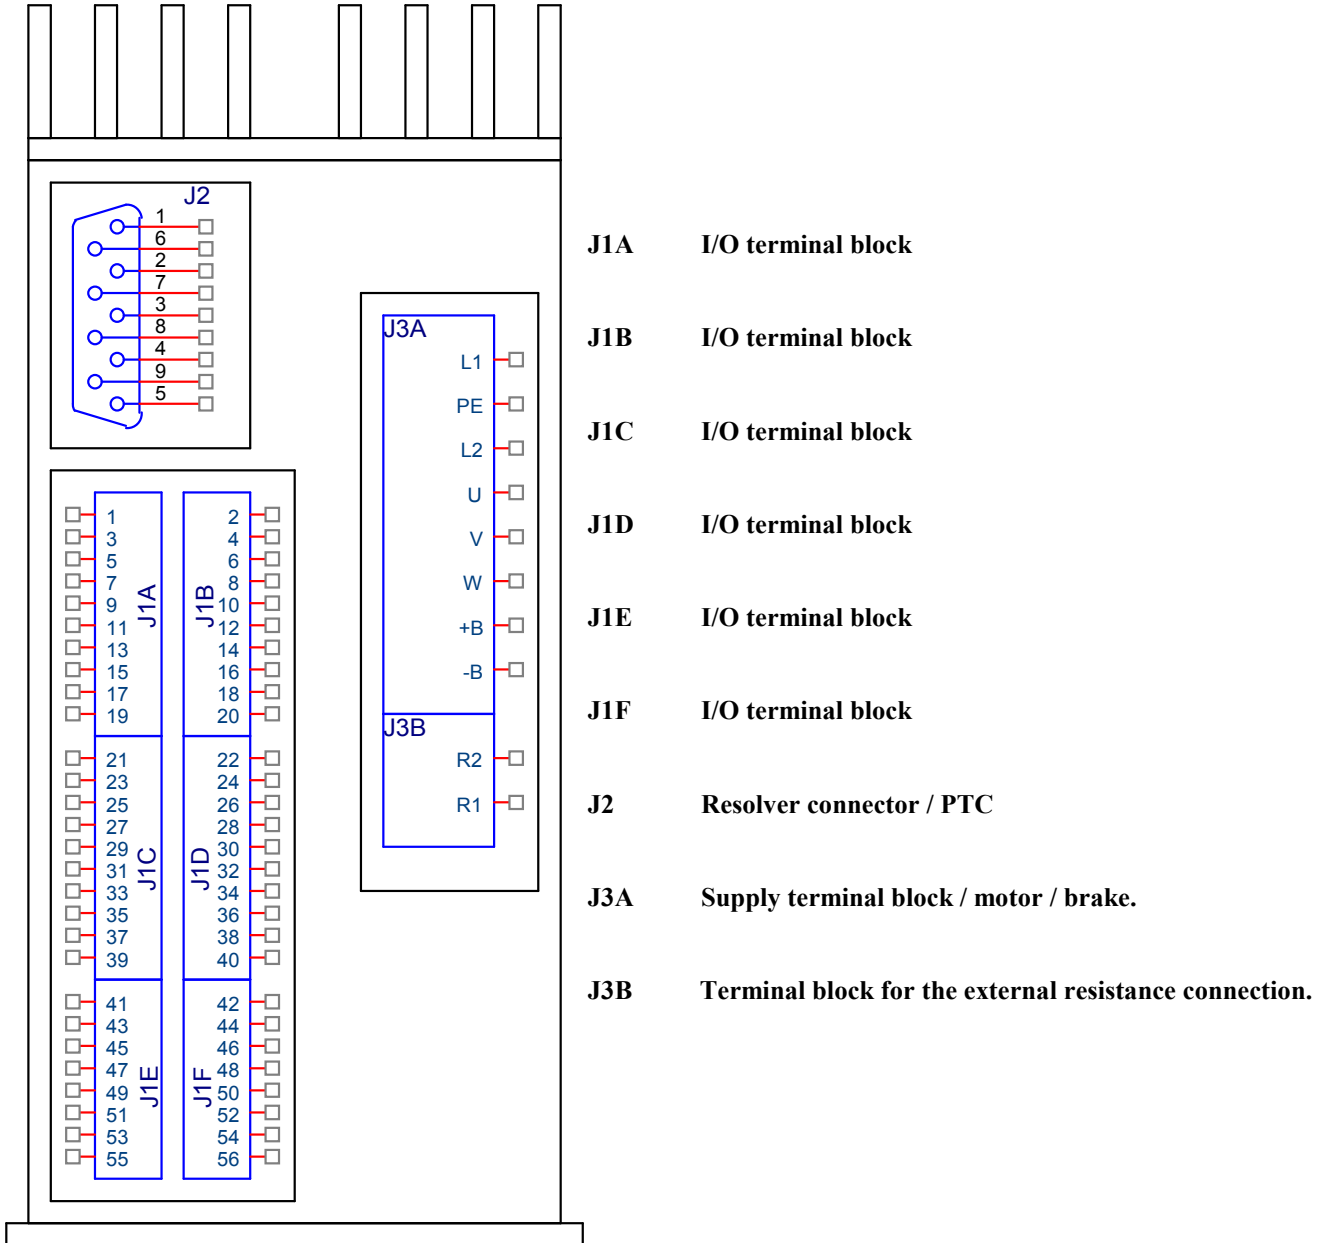 J2
1
6
2
7
3
8
4
9
5
J3A
L1
PE
L2
U
V
W
+B
-B
J3B
R2
R1
1 2
3 4
5 6
7 8
9 10
11 12
13 14
15 16
17 18
19 20
J1A J1B
21 22
23 24
25 26
27 28
29 30
31 32
33 34
35 36
37 38
39 40
J1C J1D
41 42
43 44
45 46
47 48
49 50
51 52
53 54
55 56
J1E J1F
J1A I/O terminal block
J1B I/O terminal block
J1C I/O terminal block
J1D I/O terminal block
J1E I/O terminal block
J1F I/O terminal block
J2 Resolver connector / PTC
J3A Supply terminal block / motor / brake.
J3B Terminal block for the external resistance connection.